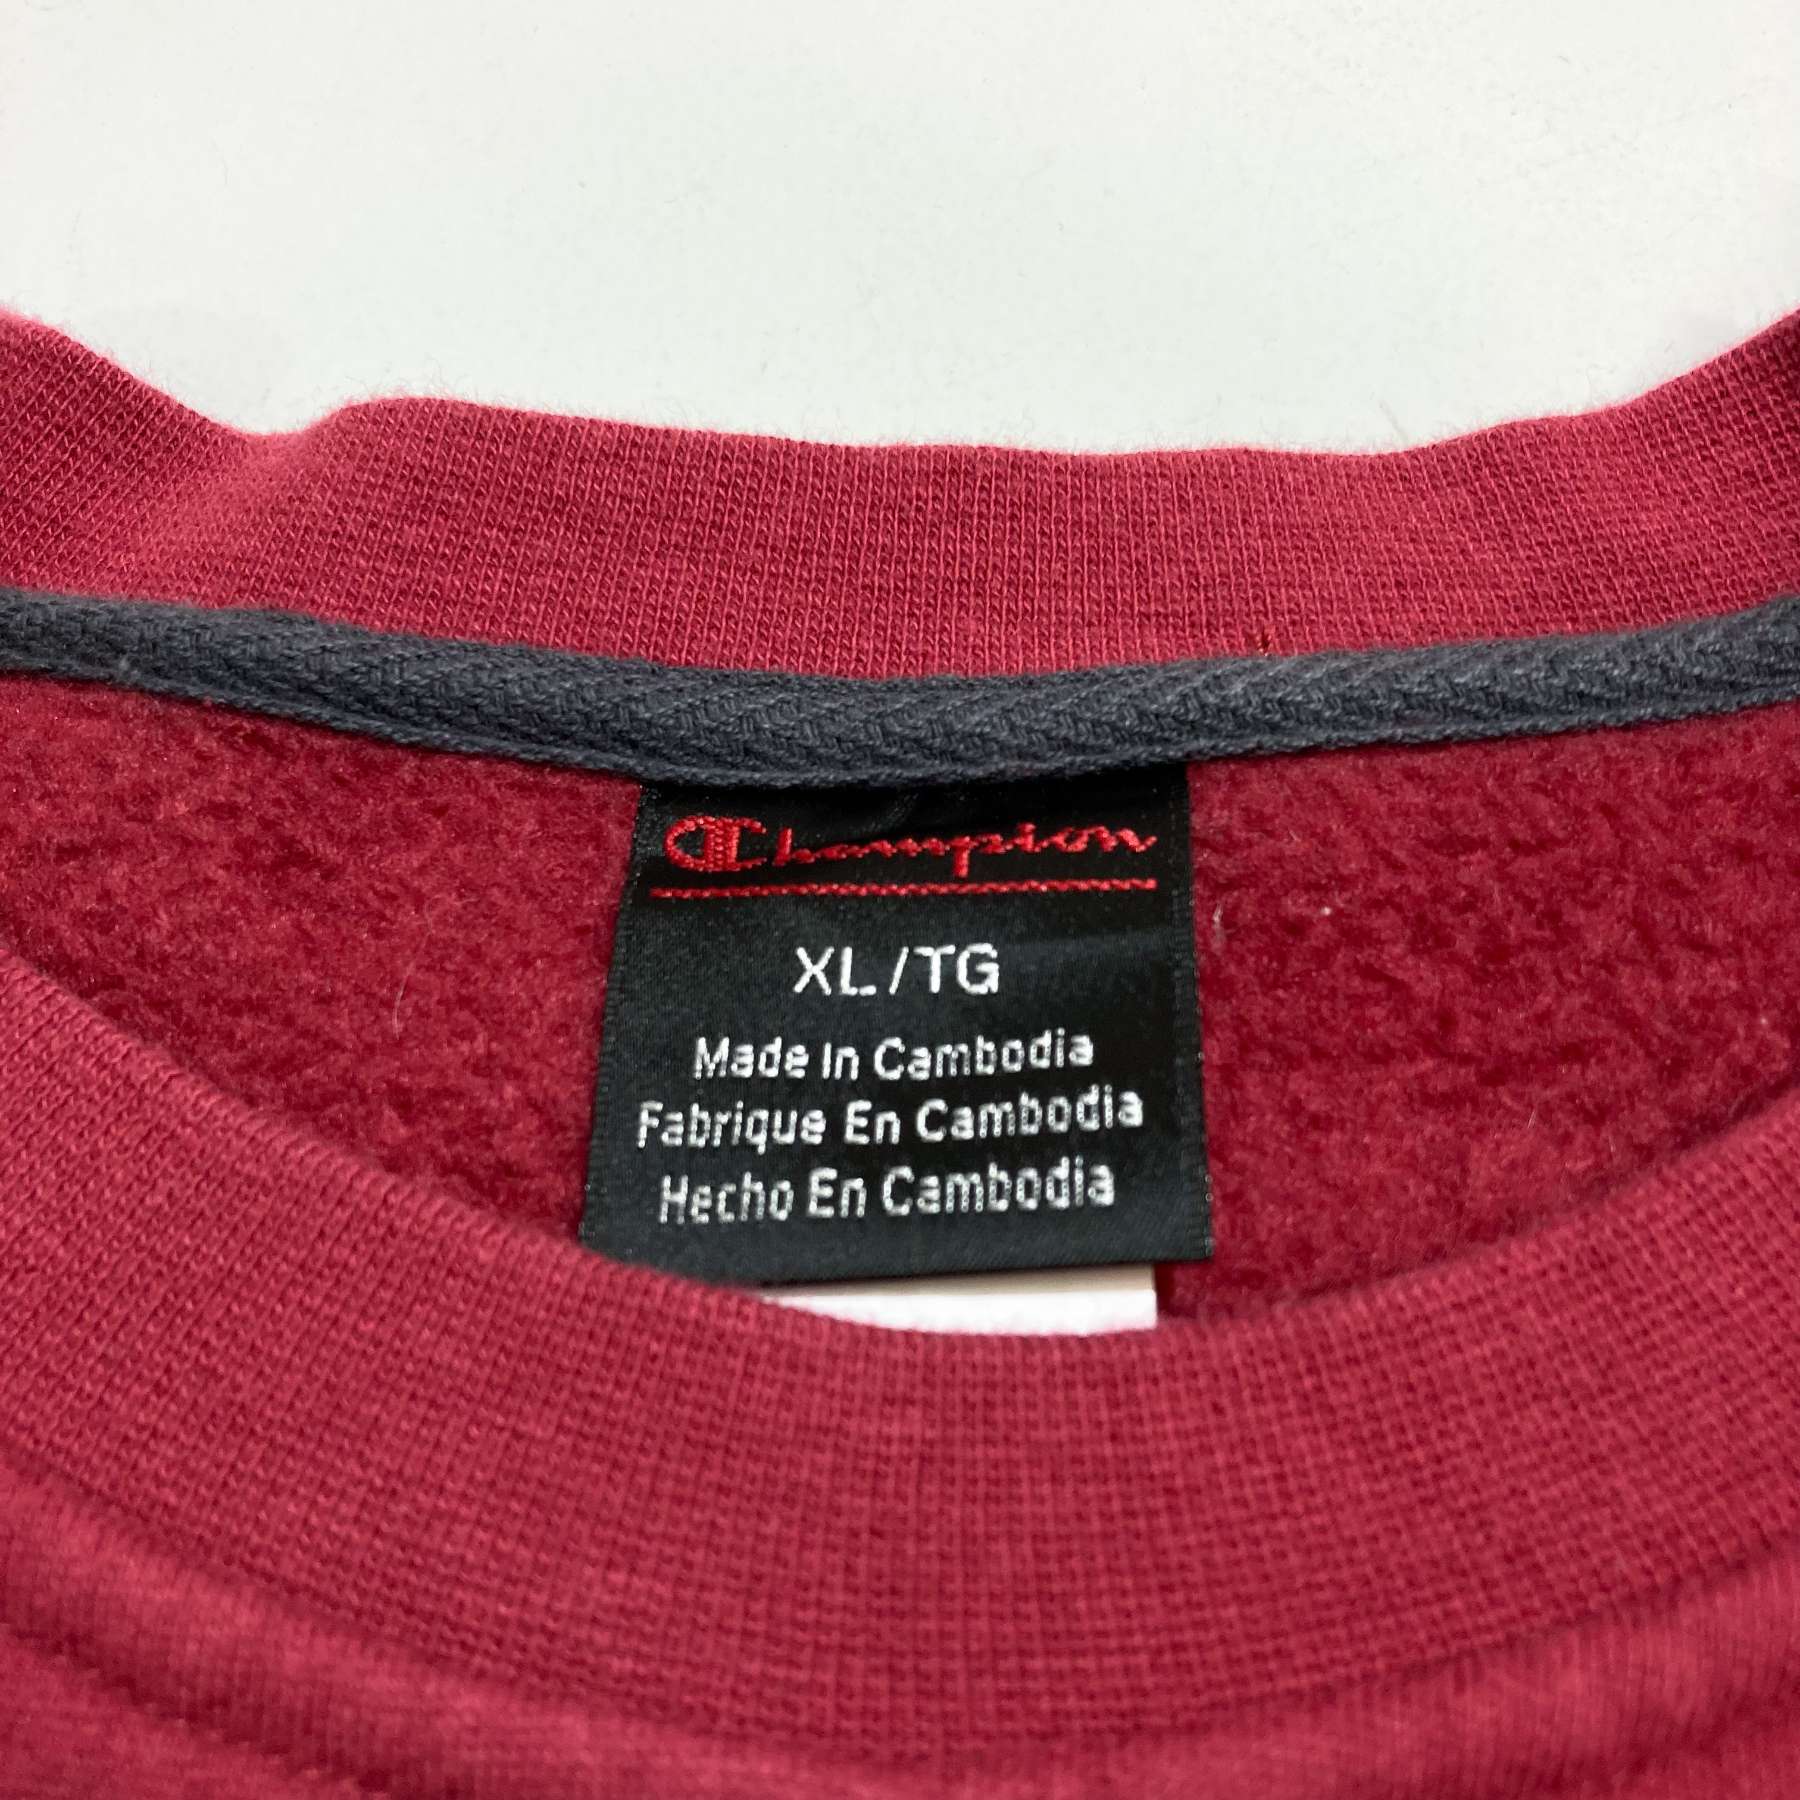 Champion
XL/TG
Made In Cambodia
Fabrique En Cambodia
Hecho En Cambodia